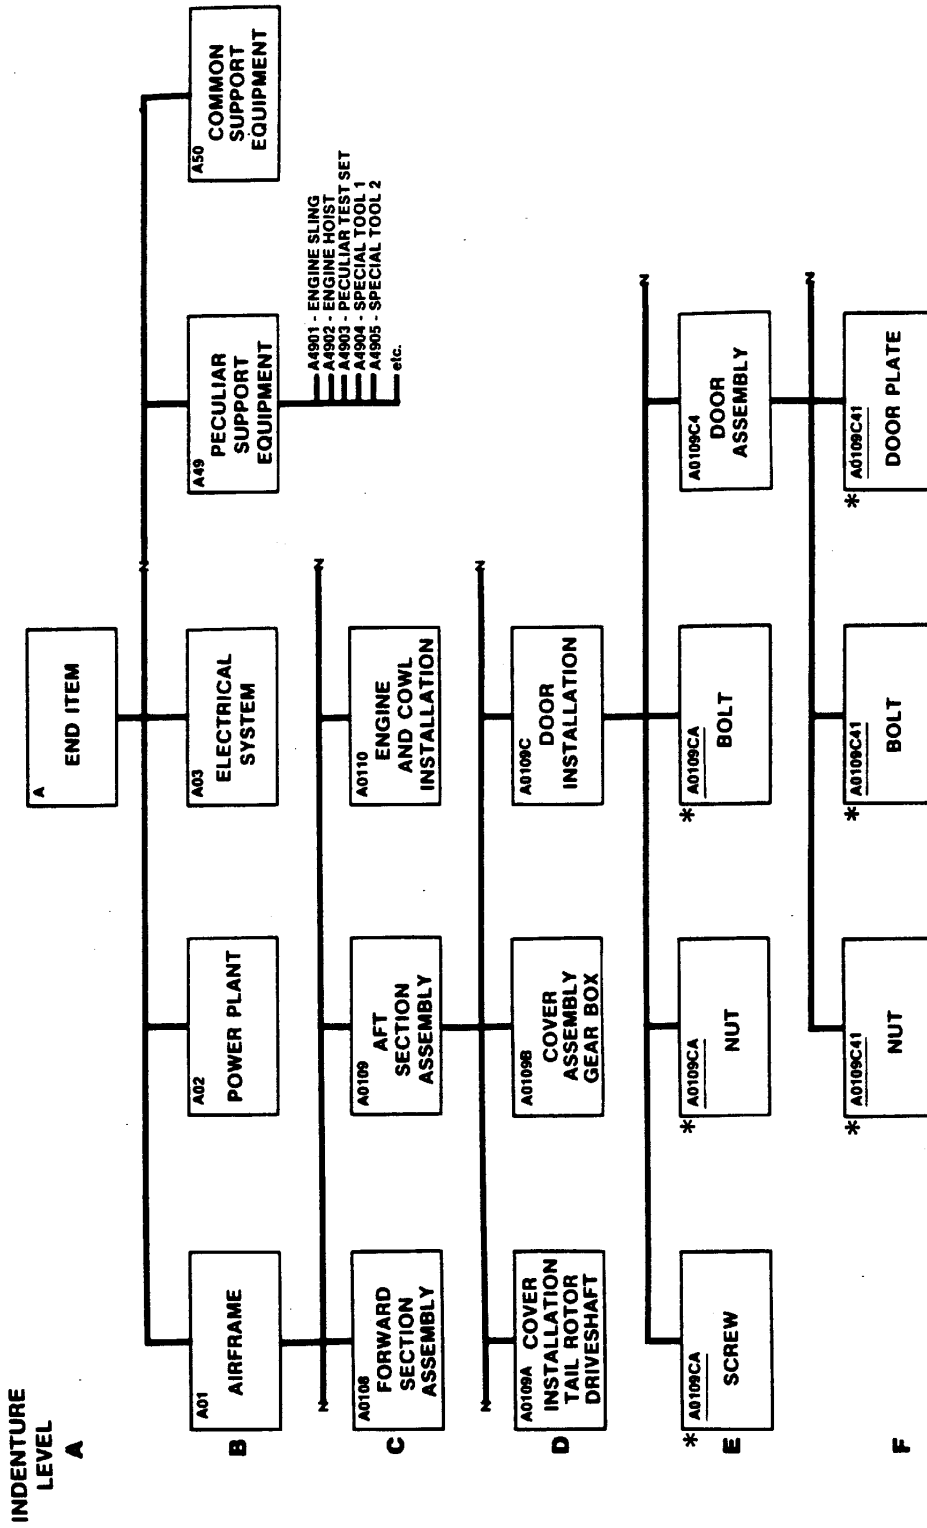 INDENTURE
LEVEL
A
A
END ITEM
B
A01
AIRFRAME
A02
POWER PLANT
A03
ELECTRICAL
SYSTEM
N
A49
PECULIAR
SUPPORT
EQUIPMENT
A50
COMMON
SUPPORT
EQUIPMENT
A4901 - ENGINE SLING
A4902 - ENGINE HOIST
A4903 - PECULIAR TEST SET
A4904 - SPECIAL TOOL 1
A4905 - SPECIAL TOOL 2
etc.
C
N
N
A0108
FORWARD
SECTION
ASSEMBLY
A0109
AFT
SECTION
ASSEMBLY
A0110
ENGINE
AND COWL
INSTALLATION
D
N
N
A0109A COVER
INSTALLATION
TAIL ROTOR
DRIVESHAFT
A0109B
COVER
ASSEMBLY
GEAR BOX
A0109C
DOOR
INSTALLATION
E
N
* A0109CA
SCREW
* A0109CA
NUT
* A0109CA
BOLT
A0109C4
DOOR
ASSEMBLY
F
N
* A0109C41
NUT
* A0109C41
BOLT
* A0109C41
DOOR PLATE